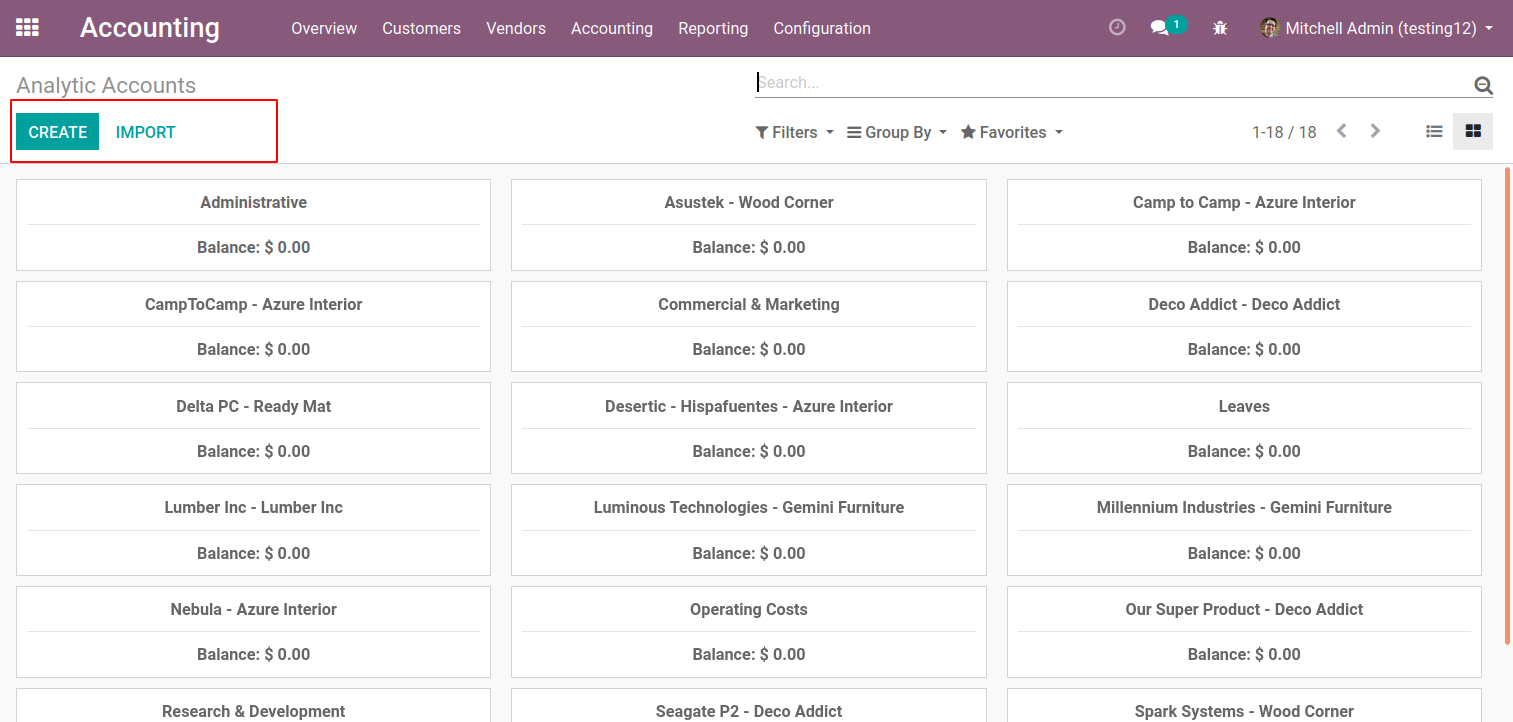 Accounting Overview Customers Vendors Accounting Reporting Configuration 1 Mitchell Admin (testing12)
Analytic Accounts Search...
CREATE IMPORT Filters Group By Favorites 1-18 / 18
Administrative Asustek - Wood Corner Camp to Camp - Azure Interior
Balance: $ 0.00 Balance: $ 0.00 Balance: $ 0.00
CampToCamp - Azure Interior Commercial & Marketing Deco Addict - Deco Addict
Balance: $ 0.00 Balance: $ 0.00 Balance: $ 0.00
Delta PC - Ready Mat Desertic - Hispafuentes - Azure Interior Leaves
Balance: $ 0.00 Balance: $ 0.00 Balance: $ 0.00
Lumber Inc - Lumber Inc Luminous Technologies - Gemini Furniture Millennium Industries - Gemini Furniture
Balance: $ 0.00 Balance: $ 0.00 Balance: $ 0.00
Nebula - Azure Interior Operating Costs Our Super Product - Deco Addict
Balance: $ 0.00 Balance: $ 0.00 Balance: $ 0.00
Research & Development Seagate P2 - Deco Addict Spark Systems - Wood Corner